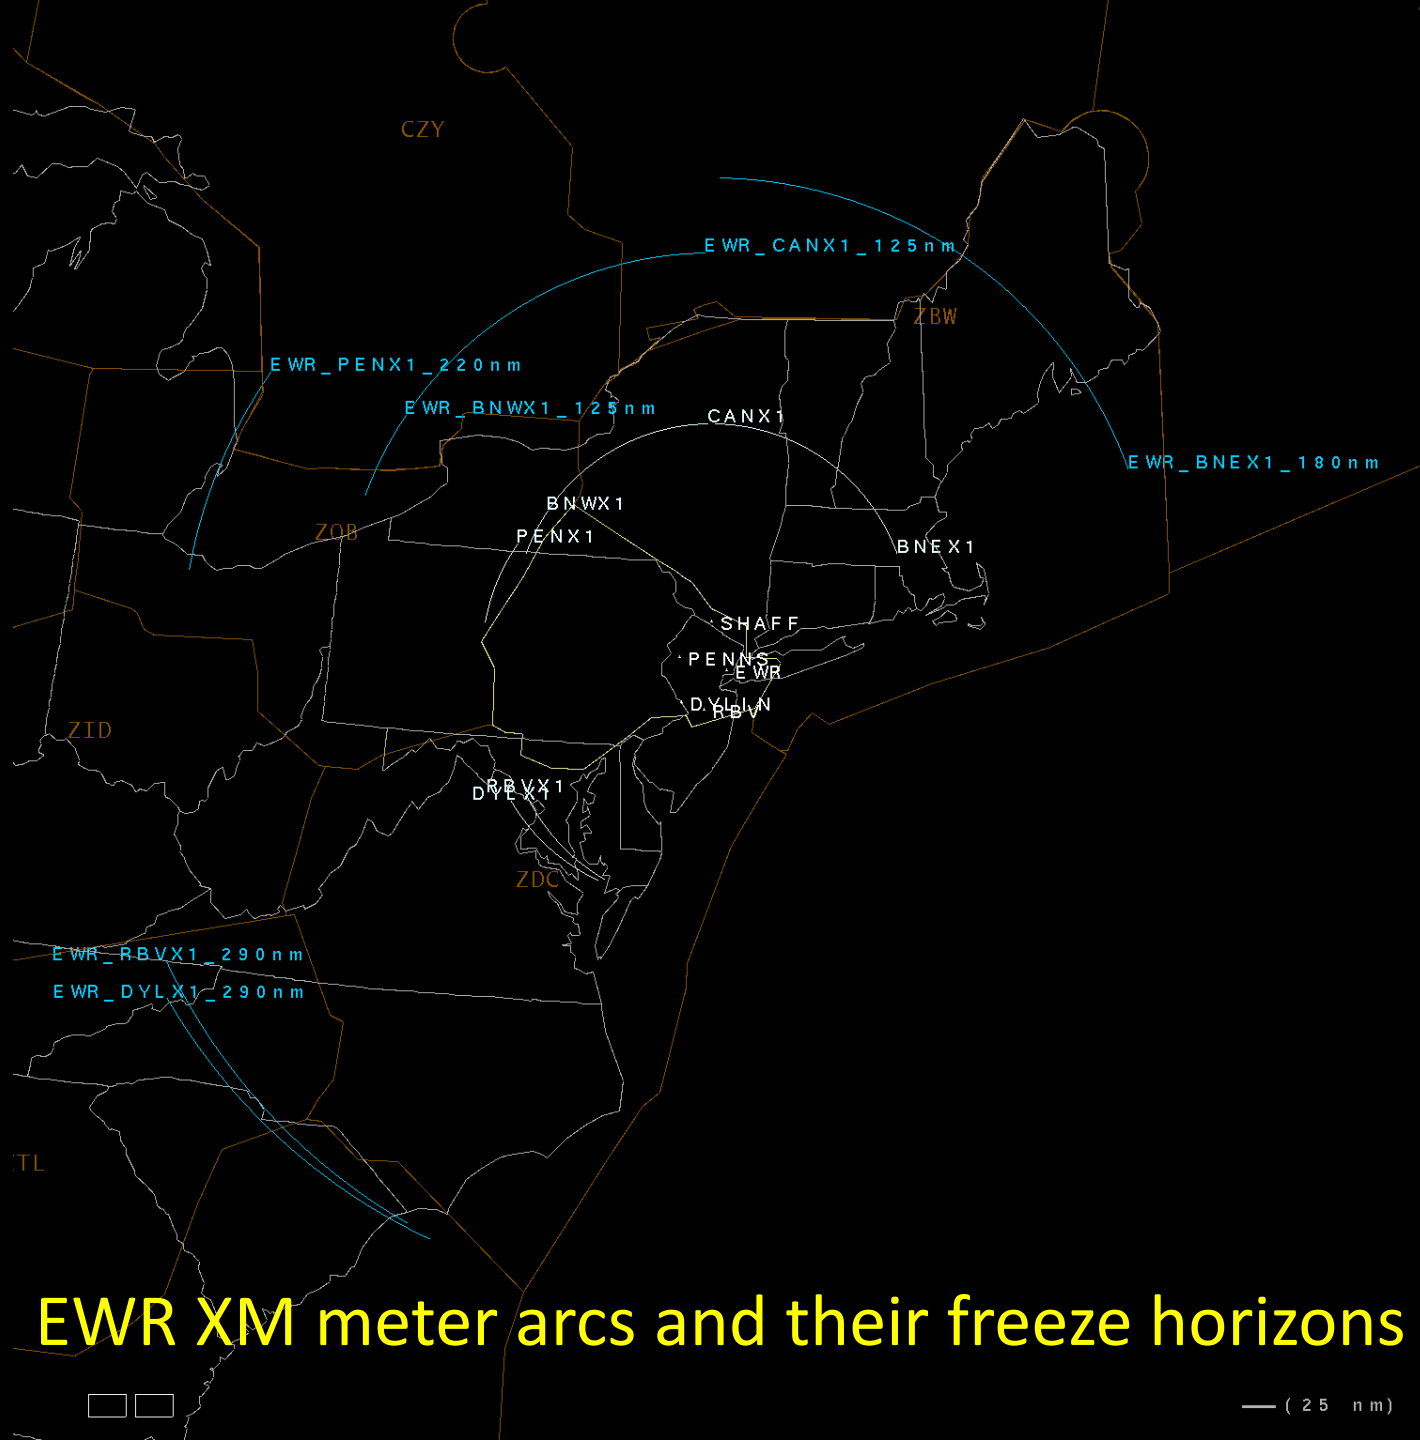 CZY
EWR_CANX1_125nm
ZBW
EWR_PENX1_220nm
EWR_BNWX1_125nm
CANX1
EWR_BNEX1_180nm
BNWX1
ZOB
PENX1
BNEX1
SHAFF
PENNS
EWR
DYLIN
RBV
ZID
RBVX1
DYLX1
ZDC
EWR_RBVX1_290nm
EWR_DYLX1_290nm
TL
EWR XM meter arcs and their freeze horizons
(25 nm)